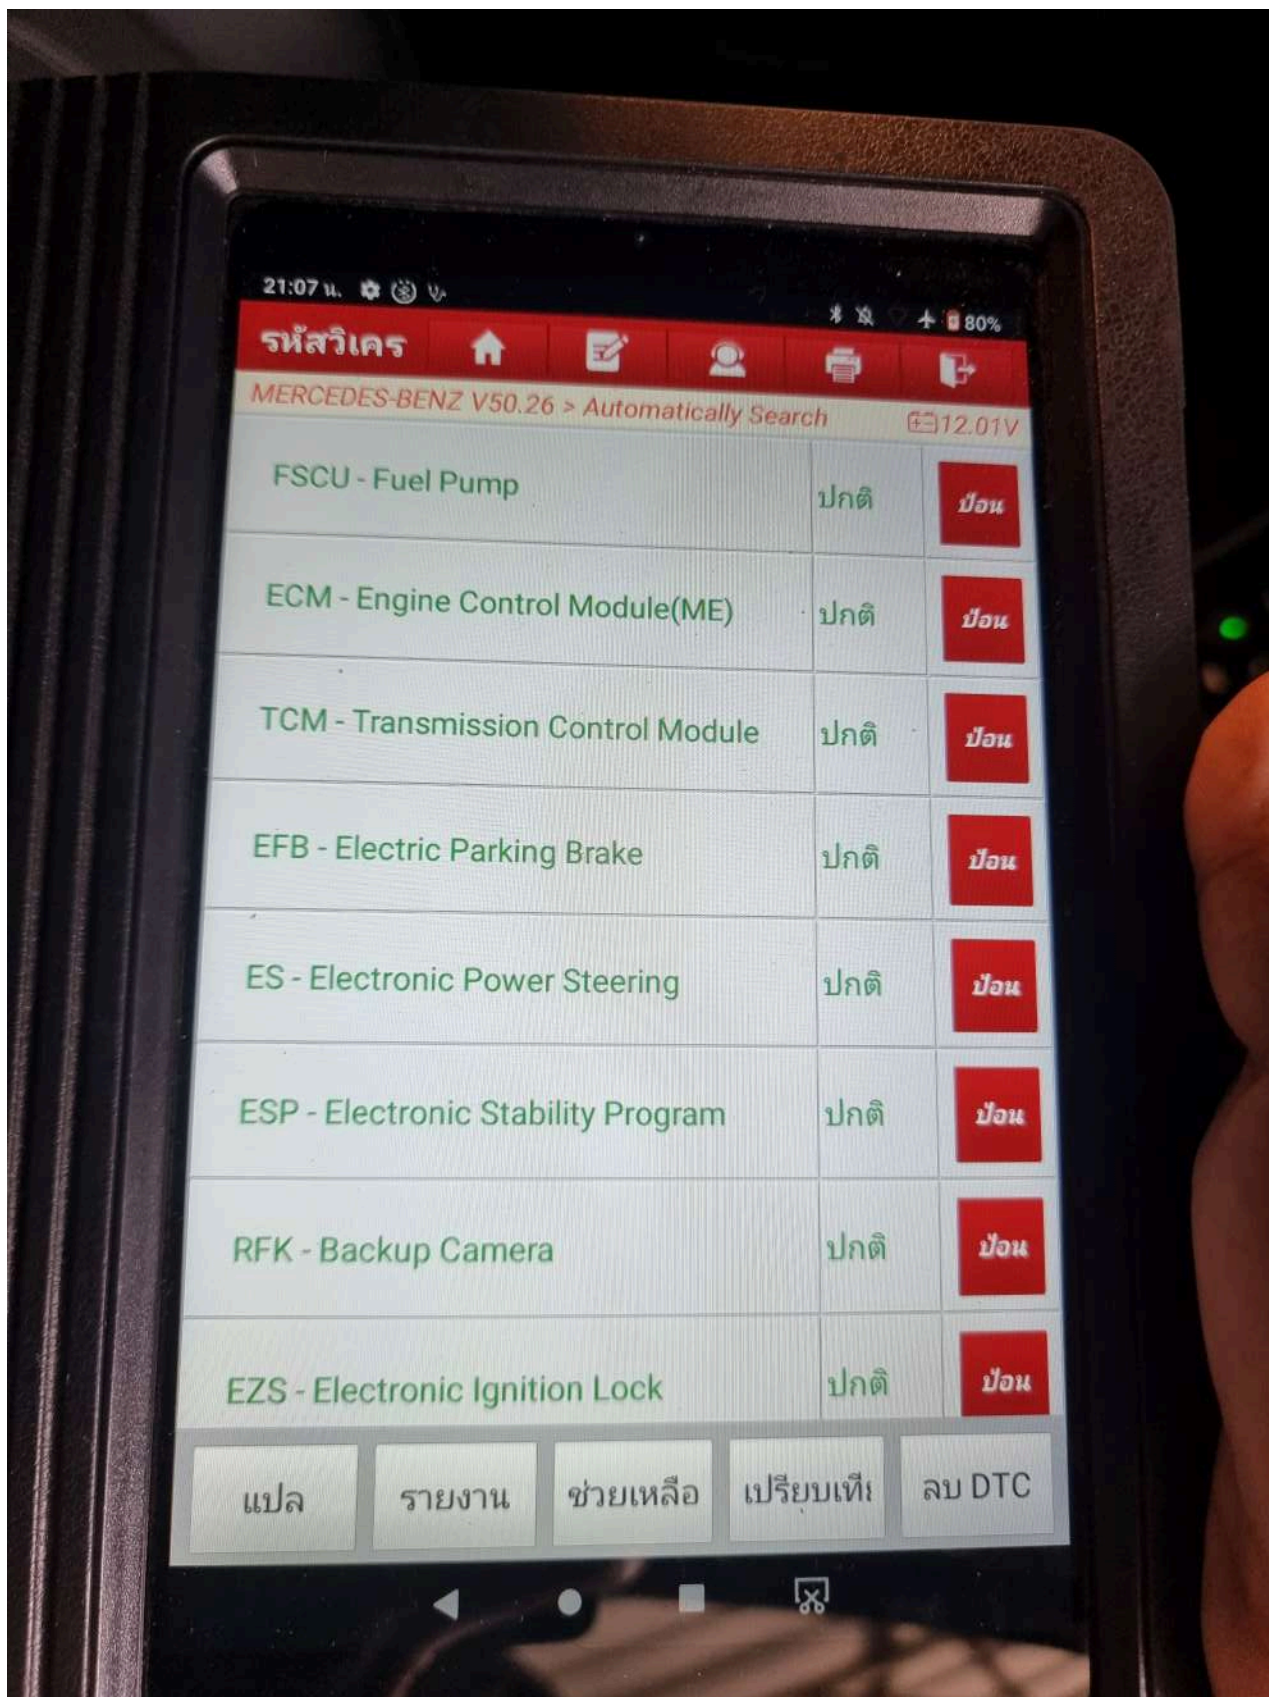 21:07 น.
80%
รหัสวิเคร
MERCEDES-BENZ V50.26 > Automatically Search 12.01V
FSCU - Fuel Pump ปกติ ป้อน
ECM - Engine Control Module(ME) ปกติ ป้อน
TCM - Transmission Control Module ปกติ ป้อน
EFB - Electric Parking Brake ปกติ ป้อน
ES - Electronic Power Steering ปกติ ป้อน
ESP - Electronic Stability Program ปกติ ป้อน
RFK - Backup Camera ปกติ ป้อน
EZS - Electronic Ignition Lock ปกติ ป้อน
แปล รายงาน ช่วยเหลือ เปรียบเทีย ลบ DTC